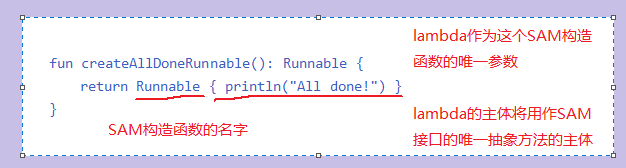 fun createAllDoneRunnable(): Runnable {
return Runnable { println("All done!") }
}
SAM构造函数的名字
lambda作为这个SAM构造
函数的唯一参数
lambda的主体将用作SAM
接口的唯一抽象方法的主体